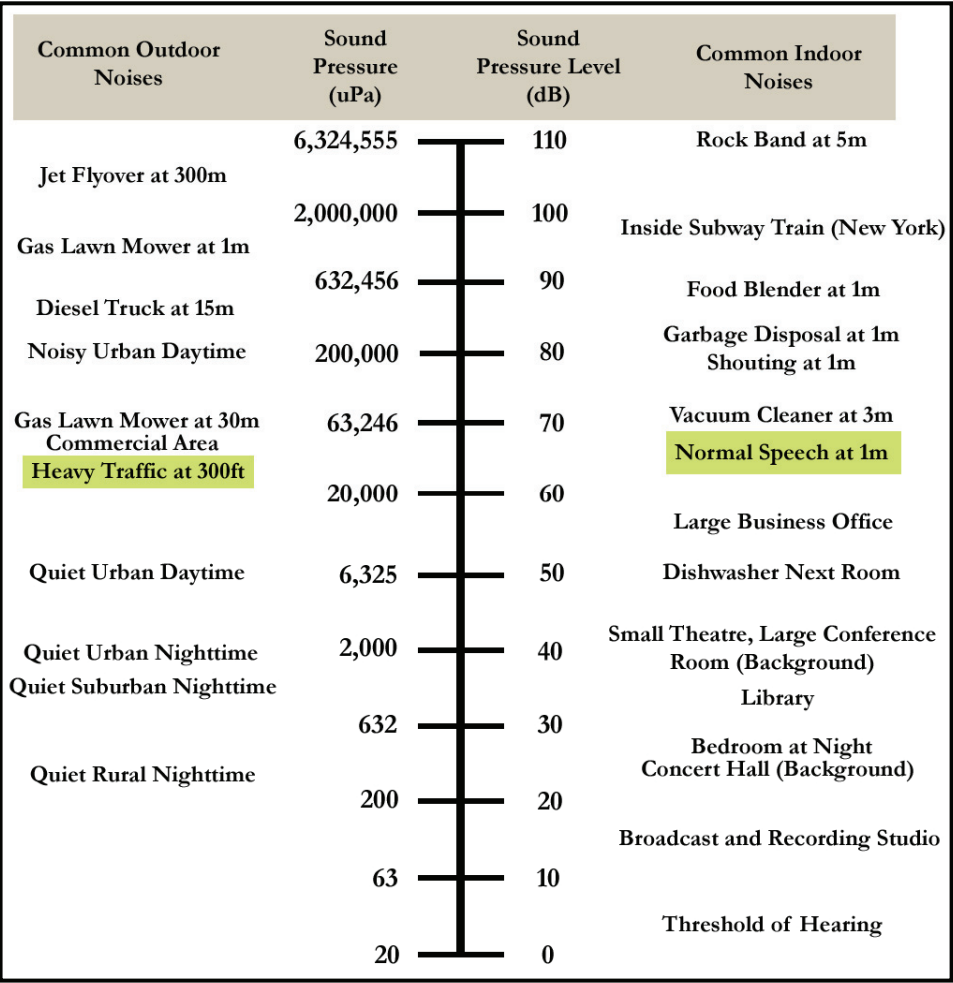 Common Outdoor
Noises
Sound
Pressure
(uPa)
Sound
Pressure Level
(dB)
Common Indoor
Noises
6,324,555 110 Rock Band at 5m
Jet Flyover at 300m
2,000,000 100
Inside Subway Train (New York)
Gas Lawn Mower at 1m
632,456 90
Food Blender at 1m
Diesel Truck at 15m
Garbage Disposal at 1m
Noisy Urban Daytime 200,000 80
Shouting at 1m
Vacuum Cleaner at 3m
Gas Lawn Mower at 30m 63,246 70
Commercial Area
Normal Speech at 1m
Heavy Traffic at 300ft
20,000 60
Large Business Office
Quiet Urban Daytime 6,325 50 Dishwasher Next Room
Small Theatre, Large Conference
Quiet Urban Nighttime 2,000 40
Room (Background)
Quiet Suburban Nighttime
Library
632 30
Bedroom at Night
Concert Hall (Background)
Quiet Rural Nighttime
200 20
Broadcast and Recording Studio
63 10
Threshold of Hearing
20 0